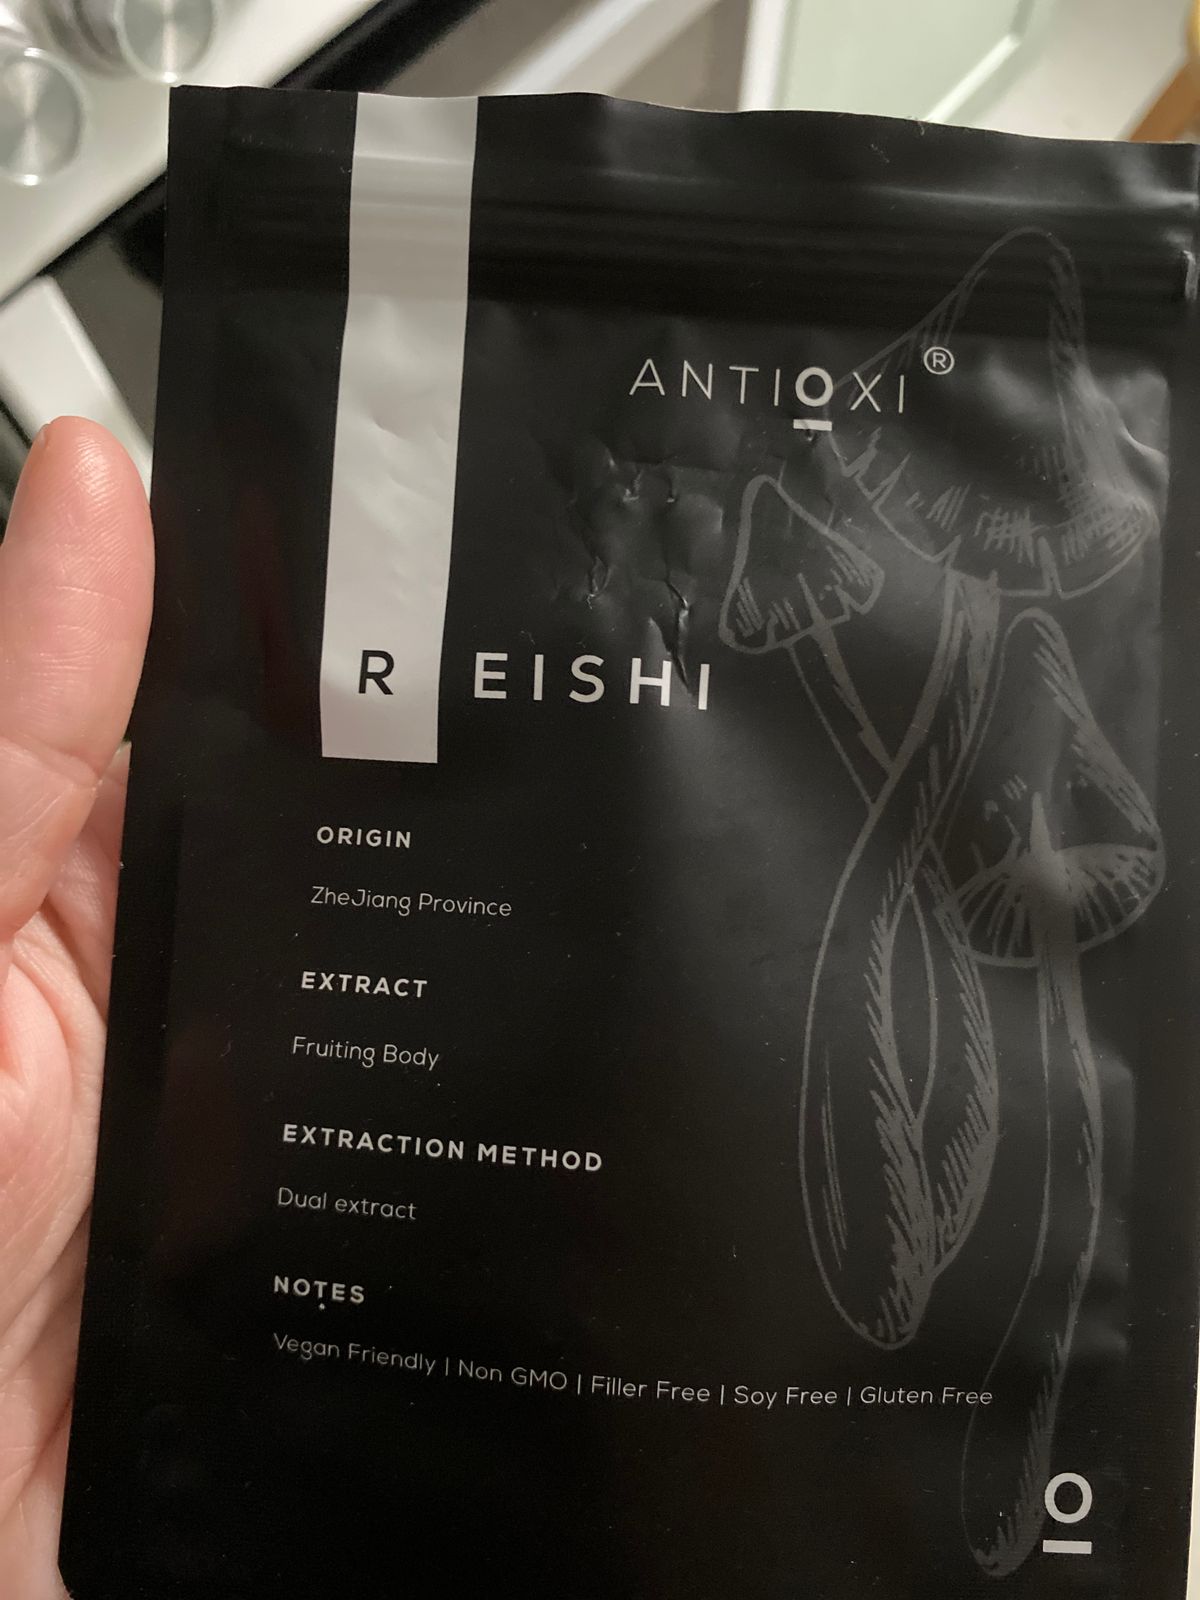 ANTIOXI®
REISHI
ORIGIN
ZheJiang Province
EXTRACT
Fruiting Body
EXTRACTION METHOD
Dual extract
NOTES
Vegan Friendly | Non GMO | Filler Free | Soy Free | Gluten Free
O